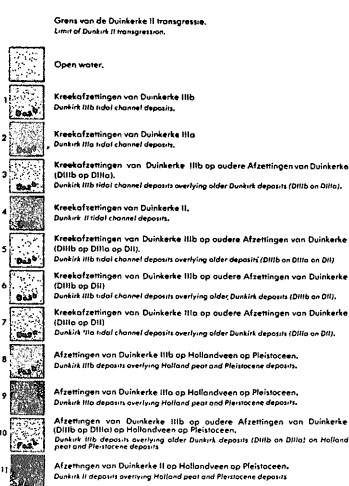 Grens van de Duinkerke II transgressie.
Limit of Dunkirk II transgression.
Open water.
1
Kreekafzettingen van Duinkerke IIIb
Dunkirk IIIb tidal channel deposits.
2
Kreekafzettingen van Duinkerke IIIa
Dunkirk IIIa tidal channel deposits.
3
Kreekafzettingen van Duinkerke IIIb op oudere Afzettingen van Duinkerke
(DIIIb op DIIIa).
Dunkirk IIIb tidal channel deposits overlying older Dunkirk deposits (DIIIb on DIIIa).
4
Kreekafzettingen van Duinkerke II.
Dunkirk II tidal channel deposits.
5
Kreekafzettingen van Duinkerke IIIb op oudere Afzettingen van Duinkerke
(DIIIb op DIIIa op DII).
Dunkirk IIIb tidal channel deposits overlying older deposits (DIIIb on DIIIa on DII)
6
Kreekafzettingen van Duinkerke IIIb op oudere Afzettingen van Duinkerke
(DIIIb op DII)
Dunkirk IIIb tidal channel deposits overlying older Dunkirk deposits (DIIIb on DII).
7
Kreekafzettingen van Duinkerke IIIa op oudere Afzettingen van Duinkerke
(DIIIa op DII)
Dunkirk IIIa tidal channel deposits overlying older Dunkirk deposits (DIIIa on DII).
8
Afzettingen van Duinkerke IIIb op Hollandveen op Pleistoceen.
Dunkirk IIIb deposits overlying Holland peat and Pleistocene deposits.
9
Afzettingen van Duinkerke IIIa op Hollandveen op Pleistoceen.
Dunkirk IIIa deposits overlying Holland peat and Pleistocene deposits.
10
Afzettingen van Duinkerke IIIb op oudere Afzettingen van Duinkerke
(DIIIb op DIIIa) op Hollandveen op Pleistoceen.
Dunkirk IIIb deposits overlying older Dunkirk deposits (DIIIb on DIIIa) on Holland
peat and Pleistocene deposits
11
Afzettingen van Duinkerke II op Hollandveen op Pleistoceen.
Dunkirk II deposits overlying Holland peat and Pleistocene deposits